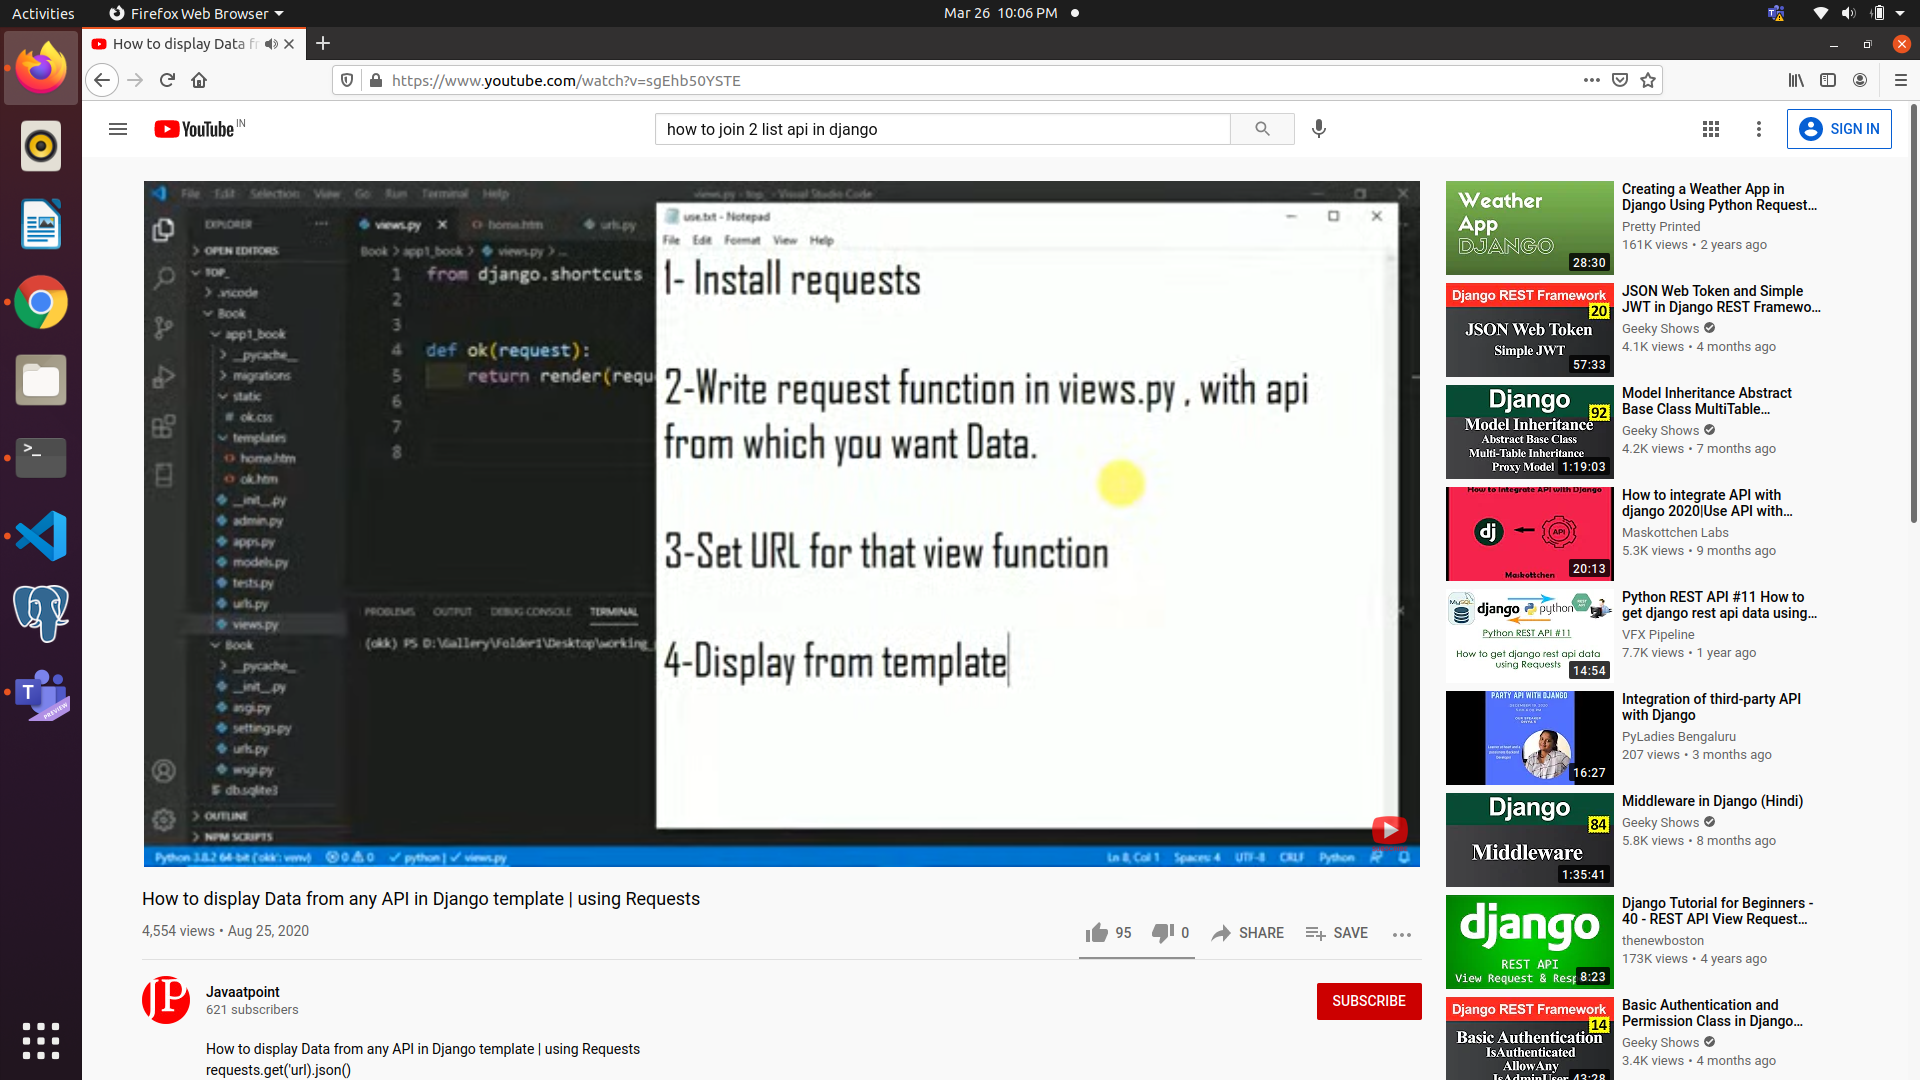 Activities
Firefox Web Browser
Mar 26 10:06 PM
How to display Data fr
https://www.youtube.com/watch?v=sgEhb50YSTE
YouTube IN
how to join 2 list api in django
SIGN IN
File Edit Selection View Go Run Terminal Help
views.py - top_ - Visual Studio Code
EXPLORER
OPEN EDITORS
TOP_
.vscode
Book
app1_book
__pycache__
migrations
static
ok.css
templates
home.htm
ok.htm
__init__.py
admin.py
apps.py
models.py
tests.py
urls.py
views.py
Book
__pycache__
__init__.py
asgi.py
settings.py
urls.py
wsgi.py
db.sqlite3
OUTLINE
NPM SCRIPTS
views.py
home.htm
urls.py
Book > app1_book > views.py > ...
1 from django.shortcuts
2
3
4 def ok(request):
5 return render(requ
6
7
8
PROBLEMS OUTPUT DEBUG CONSOLE TERMINAL
(okk) PS D:\Gallery\Folder1\Desktop\working_
use.txt - Notepad
File Edit Format View Help
1- Install requests
2-Write request function in views.py , with api
from which you want Data.
3-Set URL for that view function
4-Display from template
Python 3.8.2 64-bit ('okk': venv) 0 0 python | views.py
Ln 8, Col 1 Spaces: 4 UTF-8 CRLF Python
How to display Data from any API in Django template | using Requests
4,554 views • Aug 25, 2020
95
0
SHARE
SAVE
JP
Javaatpoint
621 subscribers
SUBSCRIBE
How to display Data from any API in Django template | using Requests
requests.get('url).json()
Weather
App
DJANGO
28:30
Creating a Weather App in
Django Using Python Request...
Pretty Printed
161K views • 2 years ago
Django REST Framework
20
JSON Web Token
Simple JWT
57:33
JSON Web Token and Simple
JWT in Django REST Framewo...
Geeky Shows
4.1K views • 4 months ago
Django
92
Model Inheritance
Abstract Base Class
Multi-Table Inheritance
Proxy Model
1:19:03
Model Inheritance Abstract
Base Class MultiTable...
Geeky Shows
4.2K views • 7 months ago
How to Integrate API with Django
dj
API
Maskottchen
20:13
How to integrate API with
django 2020|Use API with...
Maskottchen Labs
5.3K views • 9 months ago
MySQL
django
python
Python REST API #11
How to get django rest api data
using Requests
14:54
Python REST API #11 How to
get django rest api data using...
VFX Pipeline
7.7K views • 1 year ago
PARTY API WITH DJANGO
16:27
Integration of third-party API
with Django
PyLadies Bengaluru
207 views • 3 months ago
Django
84
Middleware
1:35:41
Middleware in Django (Hindi)
Geeky Shows
5.8K views • 8 months ago
django
REST API
View Request & Resp
8:23
Django Tutorial for Beginners -
40 - REST API View Request...
thenewboston
173K views • 4 years ago
Django REST Framework
14
Basic Authentication
IsAuthenticated
AllowAny
IsAdminUser
43:28
Basic Authentication and
Permission Class in Django...
Geeky Shows
3.4K views • 4 months ago